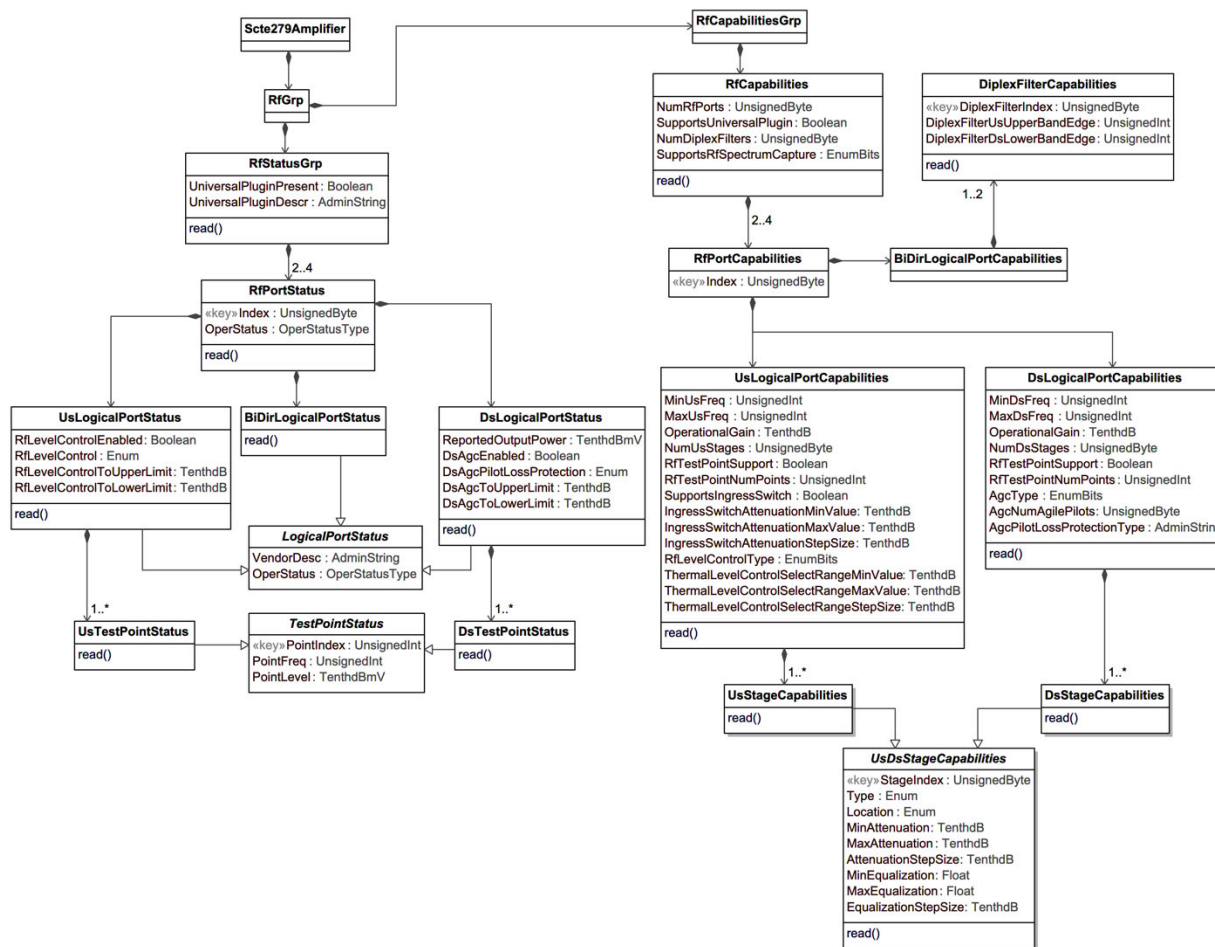 Scte279Amplifier
RfGrp
RfStatusGrp
UniversalPluginPresent : Boolean
UniversalPluginDescr : AdminString
read()
2..4
RfPortStatus
«key»Index : UnsignedByte
OperStatus : OperStatusType
read()
UsLogicalPortStatus
RfLevelControlEnabled: Boolean
RfLevelControl : Enum
RfLevelControlToUpperLimit : TenthdB
RfLevelControlToLowerLimit : TenthdB
read()
BiDirLogicalPortStatus
read()
DsLogicalPortStatus
ReportedOutputPower : TenthdBmV
DsAgcEnabled : Boolean
DsAgcPilotLossProtection : Enum
DsAgcToUpperLimit : TenthdB
DsAgcToLowerLimit : TenthdB
read()
LogicalPortStatus
VendorDesc : AdminString
OperStatus : OperStatusType
1..*
1..*
UsTestPointStatus
read()
TestPointStatus
«key»PointIndex : UnsignedInt
PointFreq : UnsignedInt
PointLevel : TenthdBmV
DsTestPointStatus
read()
RfCapabilitiesGrp
RfCapabilities
NumRfPorts : UnsignedByte
SupportsUniversalPlugin : Boolean
NumDiplexFilters : UnsignedByte
SupportsRfSpectrumCapture : EnumBits
read()
DiplexFilterCapabilities
«key»DiplexFilterIndex : UnsignedByte
DiplexFilterUsUpperBandEdge : UnsignedInt
DiplexFilterDsLowerBandEdge : UnsignedInt
read()
2..4
1..2
RfPortCapabilities
«key»Index : UnsignedByte
BiDirLogicalPortCapabilities
UsLogicalPortCapabilities
MinUsFreq : UnsignedInt
MaxUsFreq : UnsignedInt
OperationalGain : TenthdB
NumUsStages : UnsignedByte
RfTestPointSupport : Boolean
RfTestPointNumPoints : UnsignedInt
SupportsIngressSwitch : Boolean
IngressSwitchAttenuationMinValue : TenthdB
IngressSwitchAttenuationMaxValue : TenthdB
IngressSwitchAttenuationStepSize : TenthdB
RfLevelControlType : EnumBits
ThermalLevelControlSelectRangeMinValue: TenthdB
ThermalLevelControlSelectRangeMaxValue: TenthdB
ThermalLevelControlSelectRangeStepSize: TenthdB
read()
DsLogicalPortCapabilities
MinDsFreq : UnsignedInt
MaxDsFreq : UnsignedInt
OperationalGain : TenthdB
NumDsStages : UnsignedByte
RfTestPointSupport : Boolean
RfTestPointNumPoints : UnsignedInt
AgcType : EnumBits
AgcNumAgilePilots : UnsignedByte
AgcPilotLossProtectionType : AdminString
read()
1..*
1..*
UsStageCapabilities
read()
DsStageCapabilities
read()
UsDsStageCapabilities
«key»StageIndex : UnsignedByte
Type : Enum
Location : Enum
MinAttenuation: TenthdB
MaxAttenuation: TenthdB
AttenuationStepSize: TenthdB
MinEqualization : Float
MaxEqualization : Float
EqualizationStepSize : TenthdB
read()